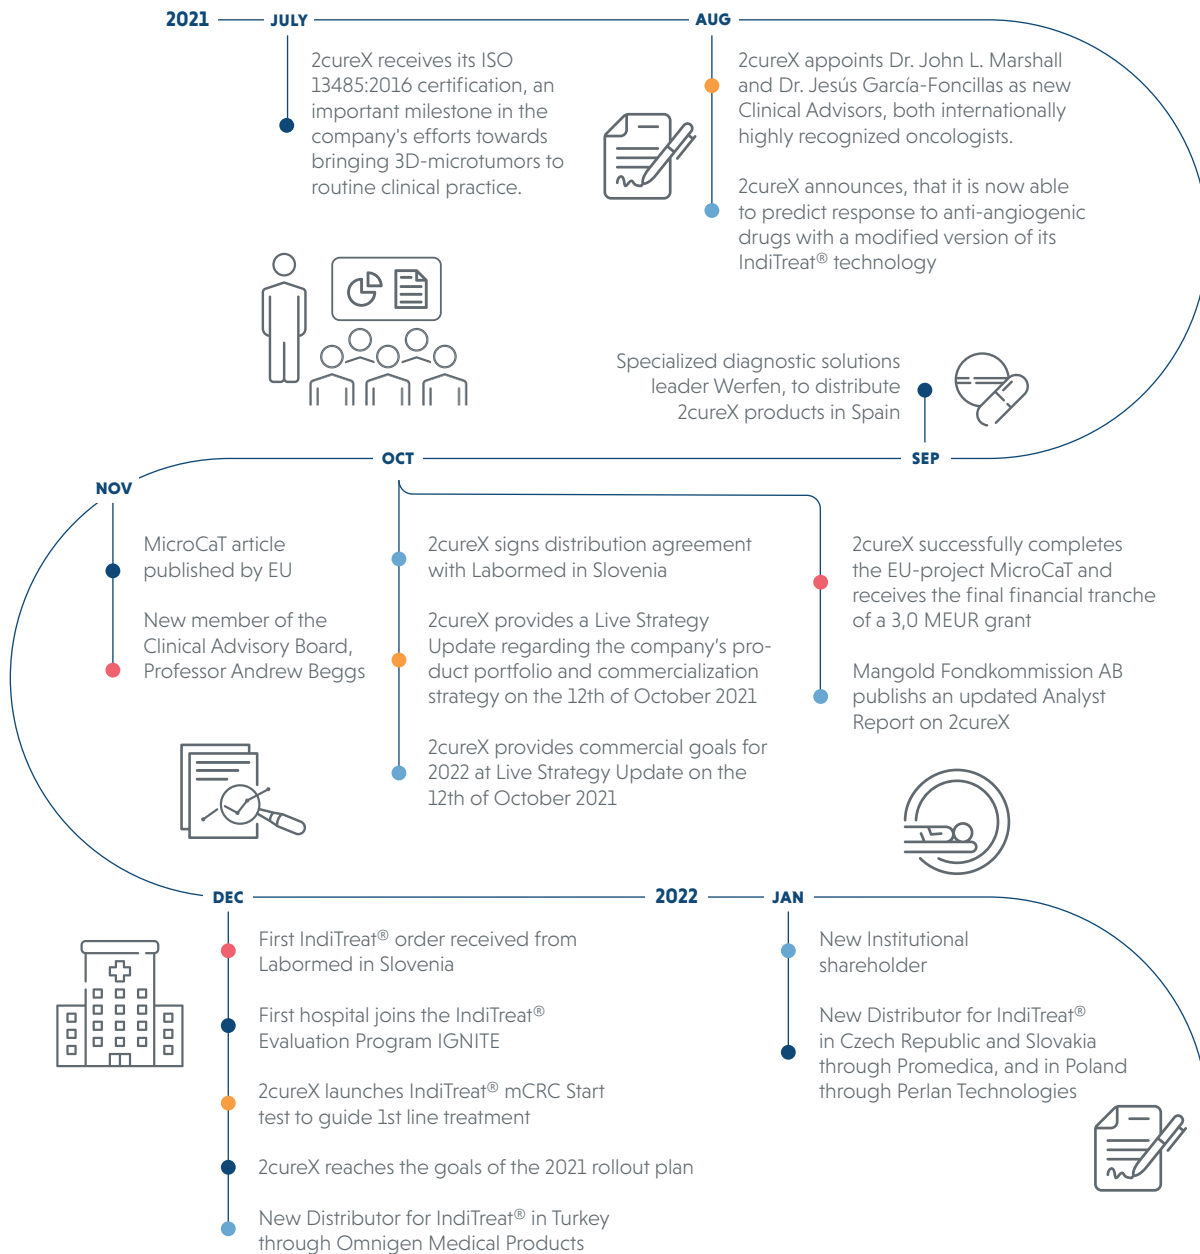 2021
JULY
2cureX receives its ISO
13485:2016 certification, an
important milestone in the
company's efforts towards
bringing 3D-microtumors to
routine clinical practice.
AUG
2cureX appoints Dr. John L. Marshall
and Dr. Jesús García-Foncillas as new
Clinical Advisors, both internationally
highly recognized oncologists.
2cureX announces, that it is now able
to predict response to anti-angiogenic
drugs with a modified version of its
IndiTreat® technology
Specialized diagnostic solutions
leader Werfen, to distribute
2cureX products in Spain
SEP
OCT
2cureX successfully completes
the EU-project MicroCaT and
receives the final financial tranche
of a 3,0 MEUR grant
Mangold Fondkommission AB
publishs an updated Analyst
Report on 2cureX
2cureX signs distribution agreement
with Labormed in Slovenia
2cureX provides a Live Strategy
Update regarding the company's pro-
duct portfolio and commercialization
strategy on the 12th of October 2021
2cureX provides commercial goals for
2022 at Live Strategy Update on the
12th of October 2021
NOV
MicroCaT article
published by EU
New member of the
Clinical Advisory Board,
Professor Andrew Beggs
DEC
First IndiTreat® order received from
Labormed in Slovenia
First hospital joins the IndiTreat®
Evaluation Program IGNITE
2cureX launches IndiTreat® mCRC Start
test to guide 1st line treatment
2cureX reaches the goals of the 2021 rollout plan
New Distributor for IndiTreat® in Turkey
through Omnigen Medical Products
2022
JAN
New Institutional
shareholder
New Distributor for IndiTreat®
in Czech Republic and Slovakia
through Promedica, and in Poland
through Perlan Technologies